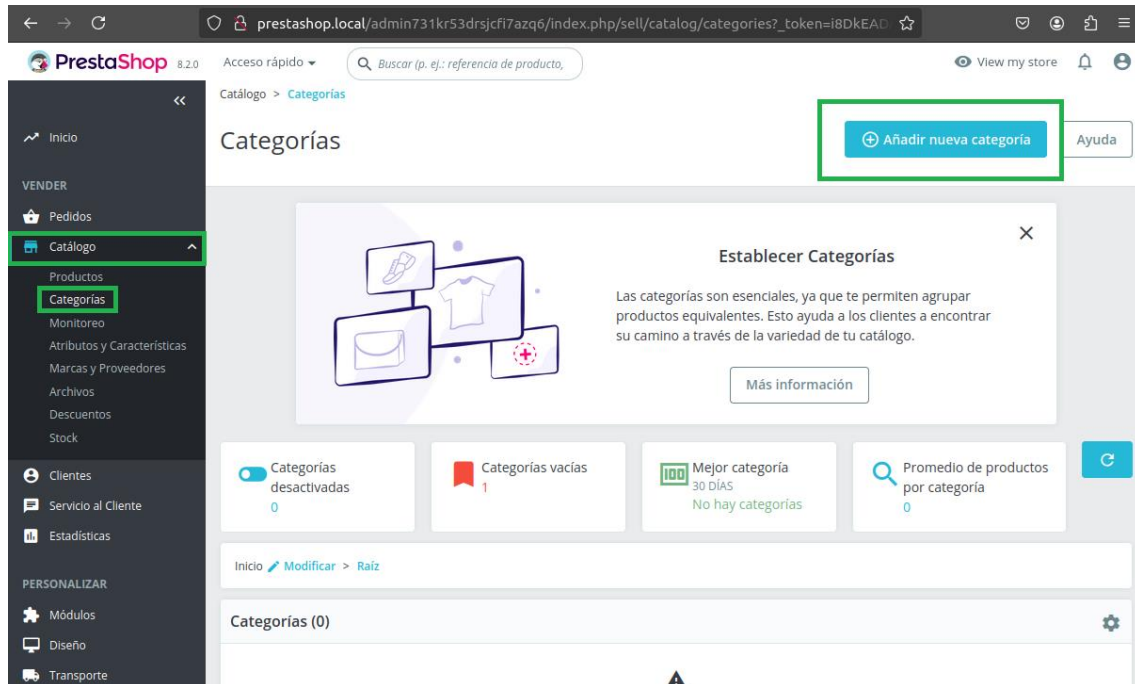 prestashop.local/admin731kr53drsjcfi7azq6/index.php/sell/catalog/categories?_token=i8DkEAD
PrestaShop 8.2.0
Acceso rápido
Buscar (p. ej.: referencia de producto,
View my store
Catálogo > Categorías
Categorías
Añadir nueva categoría
Ayuda
Inicio
VENDER
Pedidos
Catálogo
Productos
Categorías
Monitoreo
Atributos y Características
Marcas y Proveedores
Archivos
Descuentos
Stock
Clientes
Servicio al Cliente
Estadísticas
PERSONALIZAR
Módulos
Diseño
Transporte
Establecer Categorías
Las categorías son esenciales, ya que te permiten agrupar
productos equivalentes. Esto ayuda a los clientes a encontrar
su camino a través de la variedad de tu catálogo.
Más información
Categorías
desactivadas
0
Categorías vacías
1
100
Mejor categoría
30 DÍAS
No hay categorías
Promedio de productos
por categoría
0
Inicio Modificar > Raíz
Categorías (0)